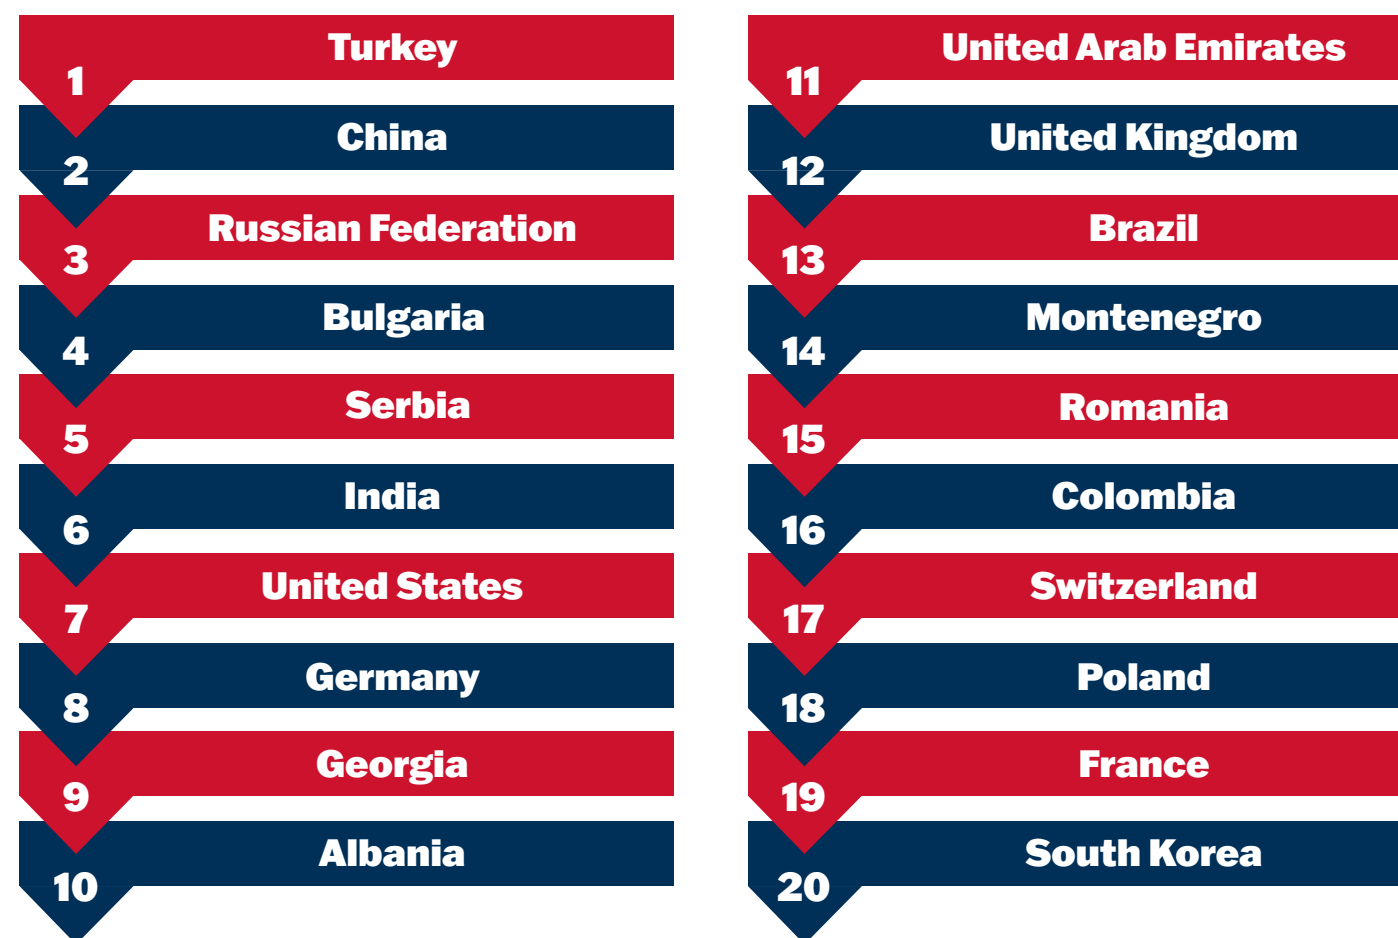 1 Turkey
2 China
3 Russian Federation
4 Bulgaria
5 Serbia
6 India
7 United States
8 Germany
9 Georgia
10 Albania
11 United Arab Emirates
12 United Kingdom
13 Brazil
14 Montenegro
15 Romania
16 Colombia
17 Switzerland
18 Poland
19 France
20 South Korea